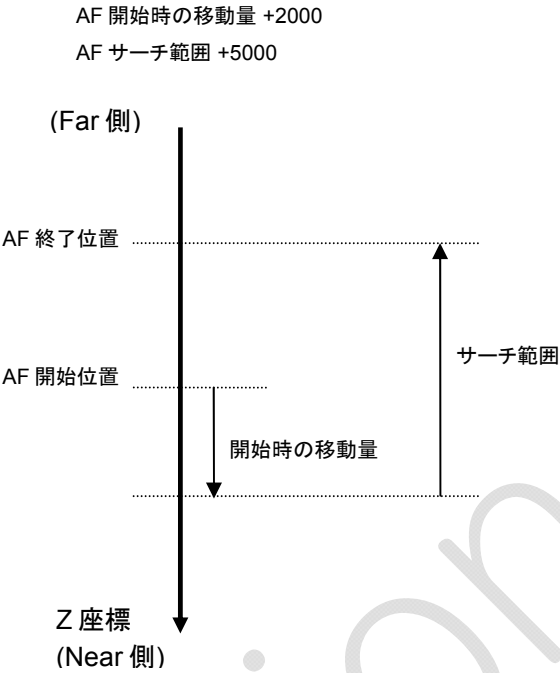 AF 開始時の移動量 +2000
AF サーチ範囲 +5000
(Far 側)
AF 終了位置
サーチ範囲
AF 開始位置
開始時の移動量
Z 座標
(Near 側)